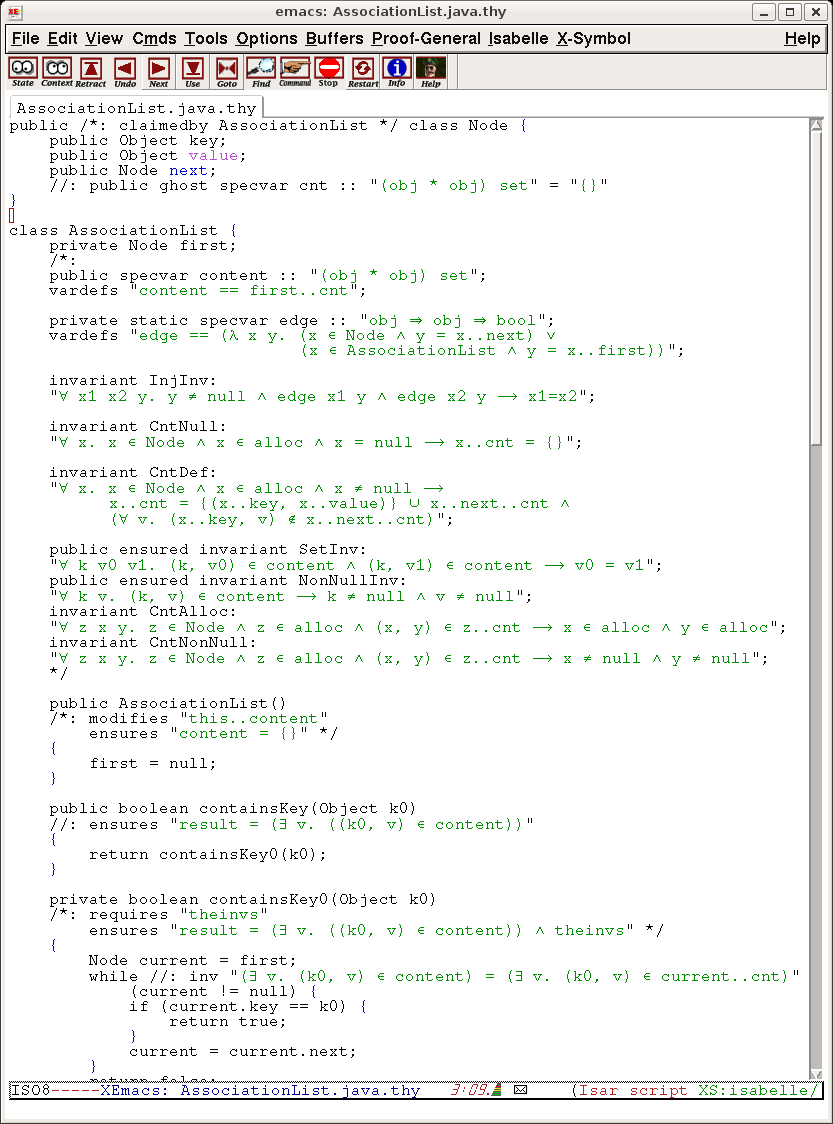 emacs: AssociationList.java.thy
File Edit View Cmds Tools Options Buffers Proof-General Isabelle X-Symbol Help
State Context Retract Undo Next Use Goto Find Command Stop Restart Info Help
AssociationList.java.thy
public /*: claimedby AssociationList */ class Node {
    public Object key;
    public Object value;
    public Node next;
    //: public ghost specvar cnt :: "(obj * obj) set" = "{}"
}
class AssociationList {
    private Node first;
    /*:
    public specvar content :: "(obj * obj) set";
    vardefs "content == first..cnt";

    private static specvar edge :: "obj ⇒ obj ⇒ bool";
    vardefs "edge == (λ x y. (x ∈ Node ∧ y = x..next) ∨
                             (x ∈ AssociationList ∧ y = x..first))";

    invariant InjInv:
    "∀ x1 x2 y. y ≠ null ∧ edge x1 y ∧ edge x2 y ⟶ x1=x2";

    invariant CntNull:
    "∀ x. x ∈ Node ∧ x ∈ alloc ∧ x = null ⟶ x..cnt = {}";

    invariant CntDef:
    "∀ x. x ∈ Node ∧ x ∈ alloc ∧ x ≠ null ⟶
          x..cnt = {(x..key, x..value)} ∪ x..next..cnt ∧
          (∀ v. (x..key, v) ∉ x..next..cnt)";

    public ensured invariant SetInv:
    "∀ k v0 v1. (k, v0) ∈ content ∧ (k, v1) ∈ content ⟶ v0 = v1";
    public ensured invariant NonNullInv:
    "∀ k v. (k, v) ∈ content ⟶ k ≠ null ∧ v ≠ null";
    invariant CntAlloc:
    "∀ z x y. z ∈ Node ∧ z ∈ alloc ∧ (x, y) ∈ z..cnt ⟶ x ∈ alloc ∧ y ∈ alloc";
    invariant CntNonNull:
    "∀ z x y. z ∈ Node ∧ z ∈ alloc ∧ (x, y) ∈ z..cnt ⟶ x ≠ null ∧ y ≠ null";
    */

    public AssociationList()
    /*: modifies "this..content"
        ensures "content = {}" */
    {
        first = null;
    }

    public boolean containsKey(Object k0)
    //: ensures "result = (∃ v. ((k0, v) ∈ content))"
    {
        return containsKey0(k0);
    }

    private boolean containsKey0(Object k0)
    /*: requires "theinvs"
        ensures "result = (∃ v. ((k0, v) ∈ content)) ∧ theinvs" */
    {
        Node current = first;
        while //: inv "(∃ v. (k0, v) ∈ content) = (∃ v. (k0, v) ∈ current..cnt)"
            (current != null) {
            if (current.key == k0) {
                return true;
            }
            current = current.next;
        }
        return false;
ISO8-----XEmacs: AssociationList.java.thy 3:09 (Isar script XS:isabelle/